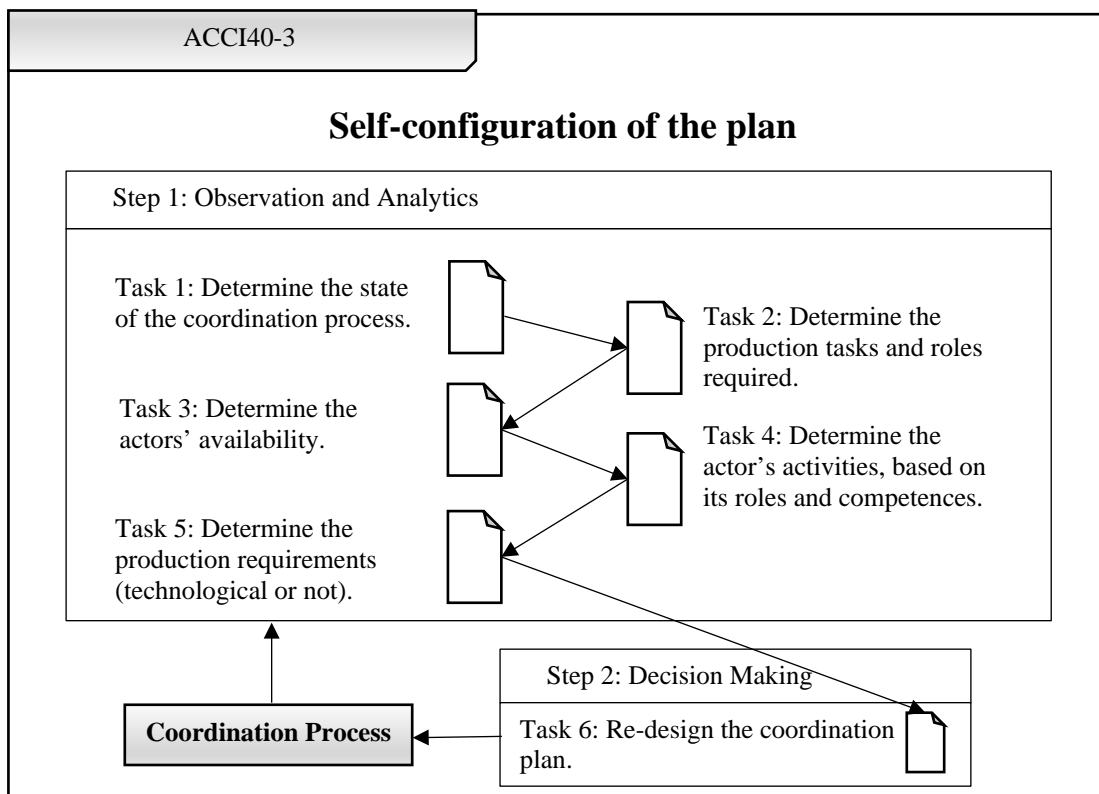 ACCI40-3
Self-configuration of the plan
Step 1: Observation and Analytics
Task 1: Determine the state
of the coordination process.
Task 2: Determine the
production tasks and roles
required.
Task 3: Determine the
actors’ availability.
Task 4: Determine the
actor’s activities, based on
its roles and competences.
Task 5: Determine the
production requirements
(technological or not).
Step 2: Decision Making
Task 6: Re-design the coordination
plan.
Coordination Process